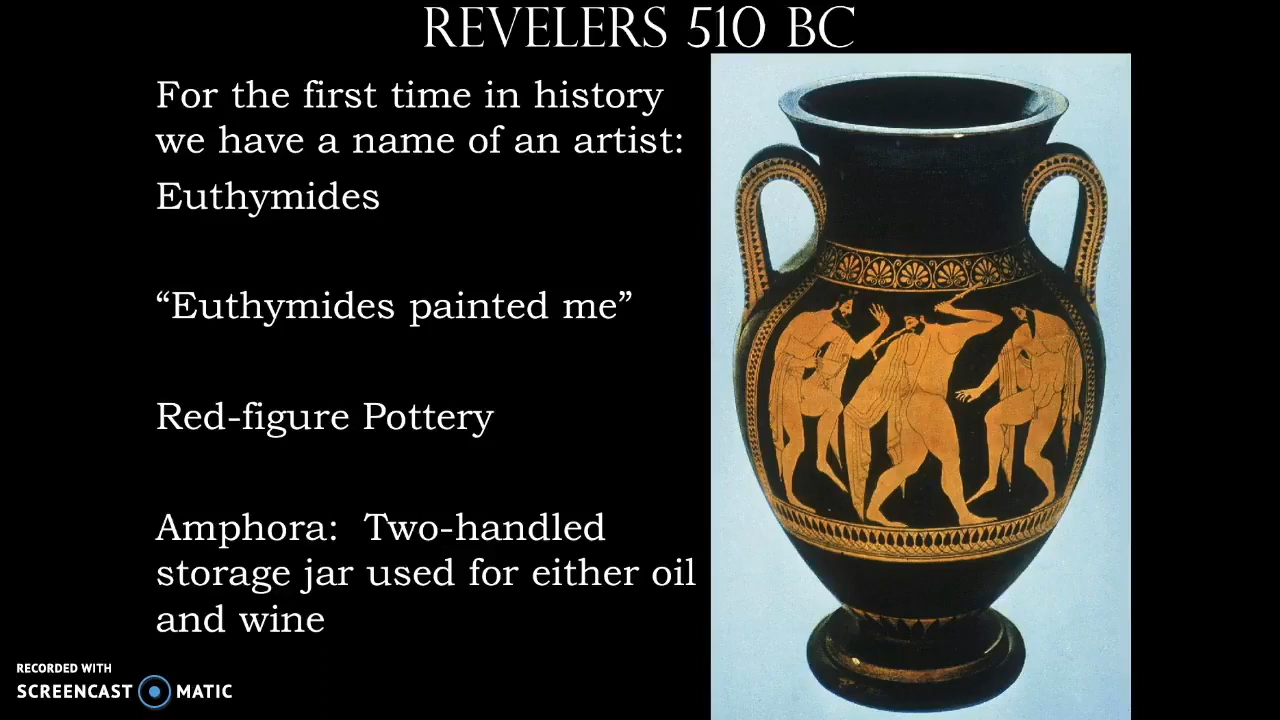 REVELERS 510 BC
For the first time in history
we have a name of an artist:
Euthymides
“Euthymides painted me”
Red-figure Pottery
Amphora:  Two-handled
storage jar used for either oil
and wine
RECORDED WITH
SCREENCAST MATIC